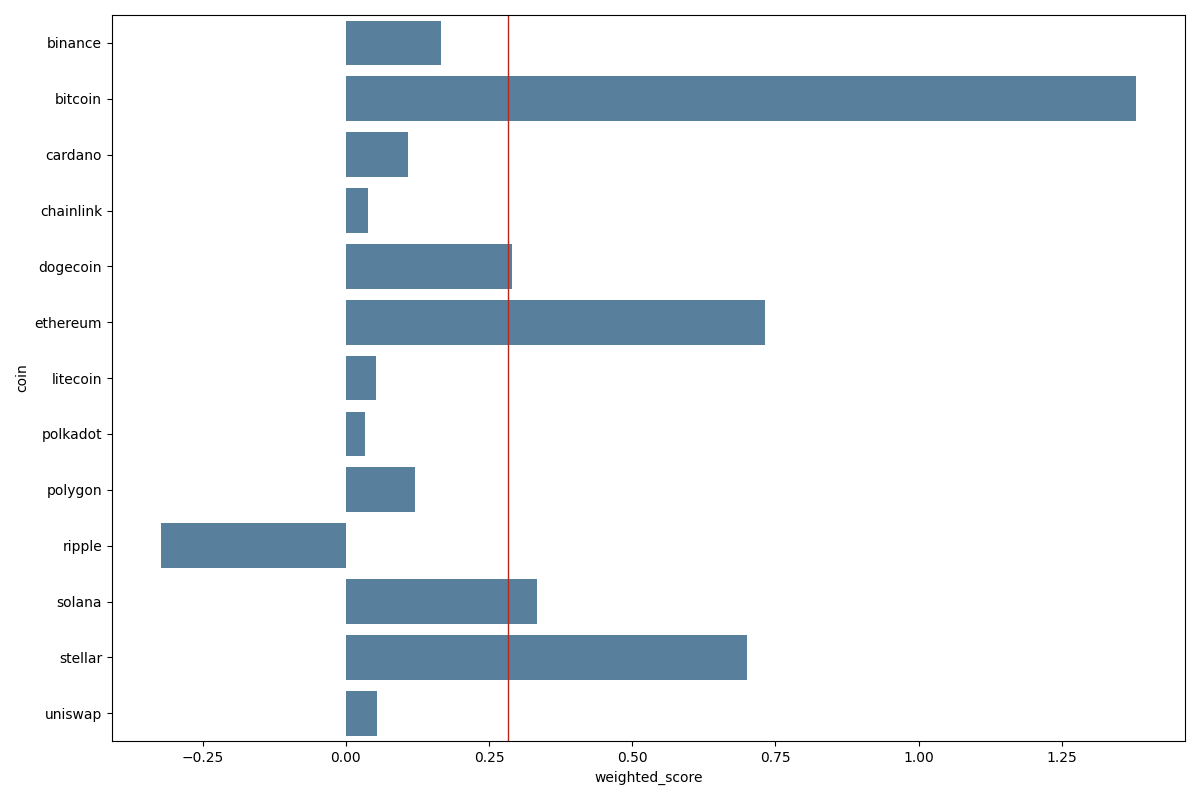 binance
bitcoin
cardano
chainlink
dogecoin
ethereum
litecoin
polkadot
polygon
ripple
solana
stellar
uniswap
coin
−0.25 0.00 0.25 0.50 0.75 1.00 1.25
weighted_score